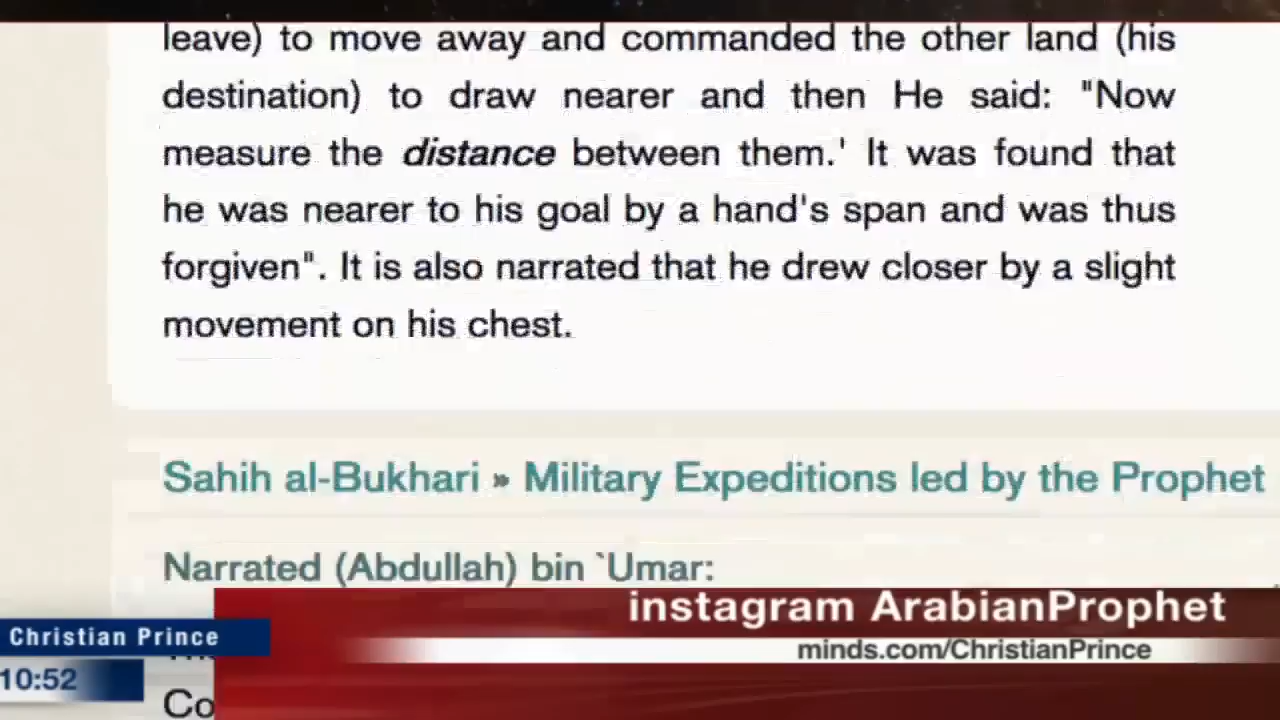 leave) to move away and commanded the other land (his
destination) to draw nearer and then He said: "Now
measure the distance between them.' It was found that
he was nearer to his goal by a hand's span and was thus
forgiven". It is also narrated that he drew closer by a slight
movement on his chest.
Sahih al-Bukhari » Military Expeditions led by the Prophet
Narrated (Abdullah) bin `Umar:
instagram ArabianProphet
Christian Prince
minds.com/ChristianPrince
10:52
Co